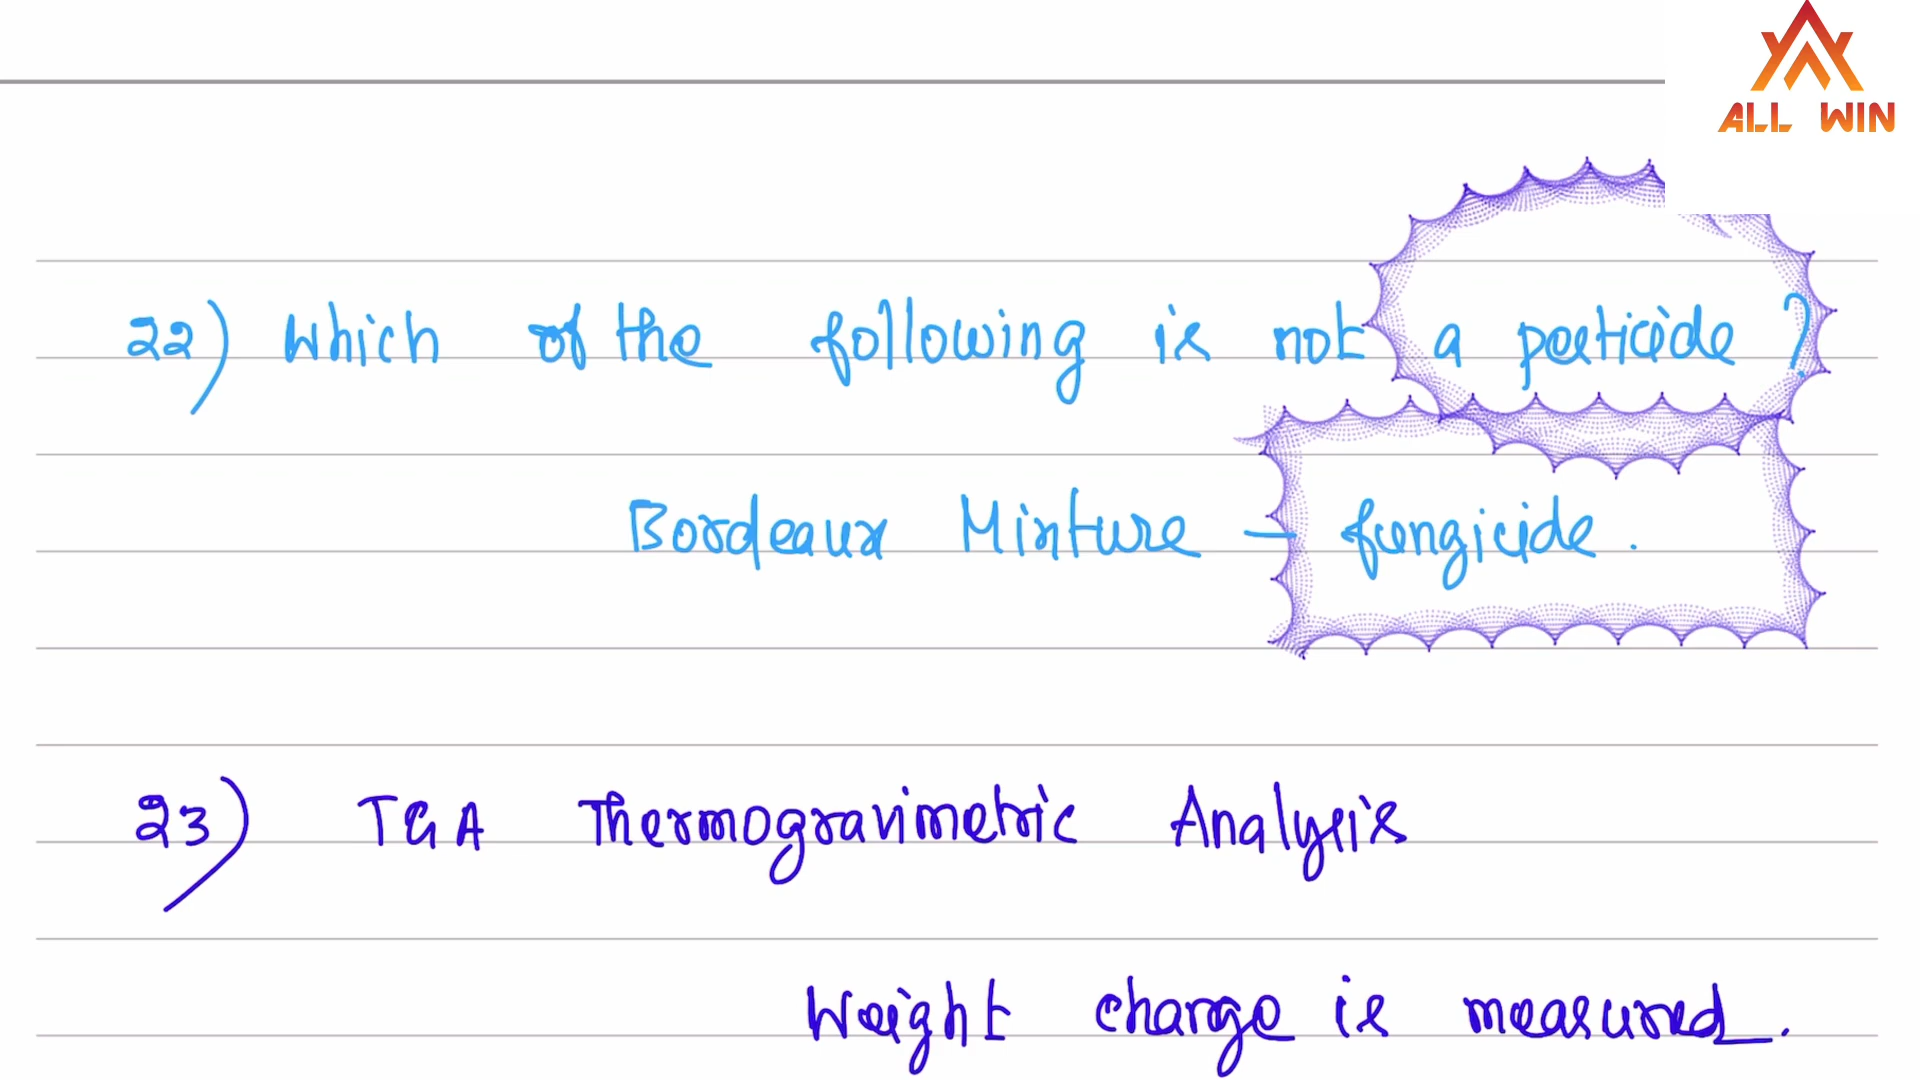 ALL WIN
22) Which of the following is not a pesticide?
Bordeaux Mixture - fungicide.
23) TGA Thermogravimetric Analysis
Weight change is measured.